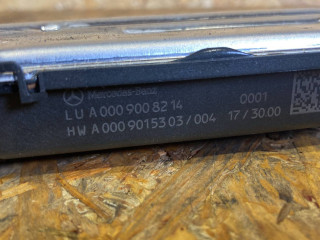 Mercedes-Benz
LU A 000 900 82 14 0001
HW A 000 901 53 03 / 004 17 / 30 00